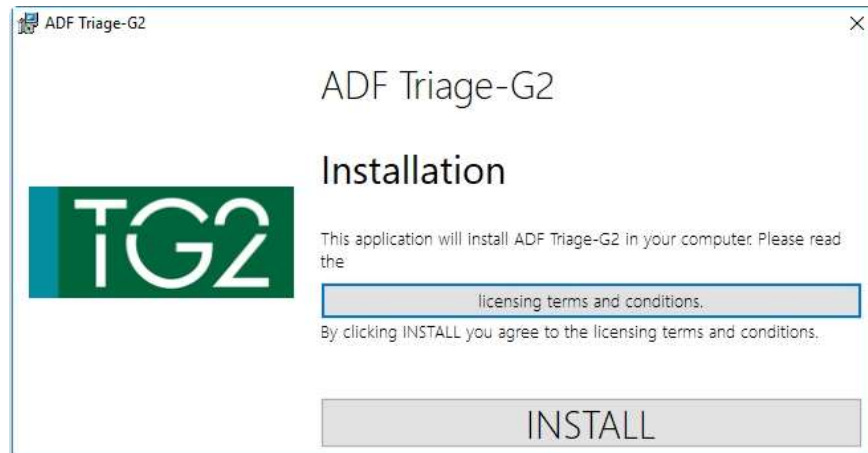 ADF Triage-G2
ADF Triage-G2
Installation
TG2
This application will install ADF Triage-G2 in your computer. Please read
the
licensing terms and conditions.
By clicking INSTALL you agree to the licensing terms and conditions.
INSTALL